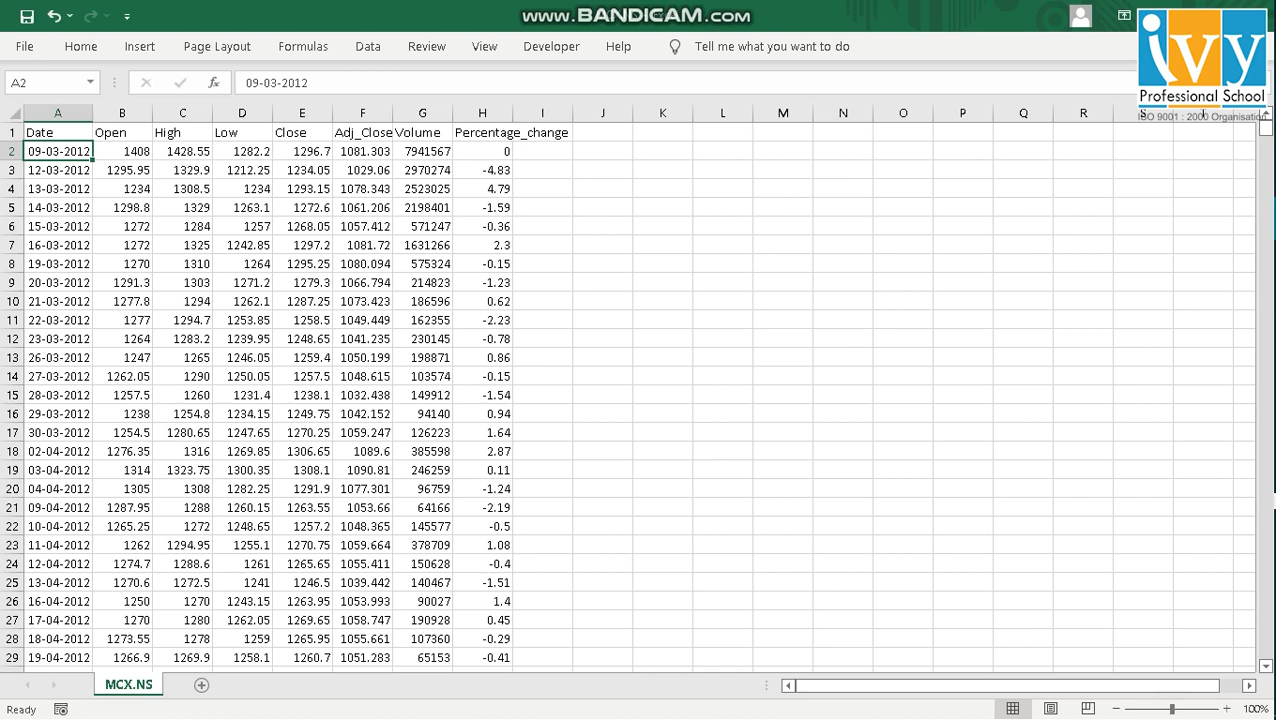 www.BANDICAM.com
ivy
Professional School
ISO 9001 : 2000 Organisation
File Home Insert Page Layout Formulas Data Review View Developer Help Tell me what you want to do
A2 fx 09-03-2012
A B C D E F G H I J K L M N O P Q R S T
1 Date Open High Low Close Adj_Close Volume Percentage_change
2 09-03-2012 1408 1428.55 1282.2 1296.7 1081.303 7941567 0
3 12-03-2012 1295.95 1329.9 1212.25 1234.05 1029.06 2970274 -4.83
4 13-03-2012 1234 1308.5 1234 1293.15 1078.343 2523025 4.79
5 14-03-2012 1298.8 1329 1263.1 1272.6 1061.206 2198401 -1.59
6 15-03-2012 1272 1284 1257 1268.05 1057.412 571247 -0.36
7 16-03-2012 1272 1325 1242.85 1297.2 1081.72 1631266 2.3
8 19-03-2012 1270 1310 1264 1295.25 1080.094 575324 -0.15
9 20-03-2012 1291.3 1303 1271.2 1279.3 1066.794 214823 -1.23
10 21-03-2012 1277.8 1294 1262.1 1287.25 1073.423 186596 0.62
11 22-03-2012 1277 1294.7 1253.85 1258.5 1049.449 162355 -2.23
12 23-03-2012 1264 1283.2 1239.95 1248.65 1041.235 230145 -0.78
13 26-03-2012 1247 1265 1246.05 1259.4 1050.199 198871 0.86
14 27-03-2012 1262.05 1290 1250.05 1257.5 1048.615 103574 -0.15
15 28-03-2012 1257.5 1260 1231.4 1238.1 1032.438 149912 -1.54
16 29-03-2012 1238 1254.8 1234.15 1249.75 1042.152 94140 0.94
17 30-03-2012 1254.5 1280.65 1247.65 1270.25 1059.247 126223 1.64
18 02-04-2012 1276.35 1316 1269.85 1306.65 1089.6 385598 2.87
19 03-04-2012 1314 1323.75 1300.35 1308.1 1090.81 246259 0.11
20 04-04-2012 1305 1308 1282.25 1291.9 1077.301 96759 -1.24
21 09-04-2012 1287.95 1288 1260.15 1263.55 1053.66 64166 -2.19
22 10-04-2012 1265.25 1272 1248.65 1257.2 1048.365 145577 -0.5
23 11-04-2012 1262 1294.95 1255.1 1270.75 1059.664 378709 1.08
24 12-04-2012 1274.7 1288.6 1261 1265.65 1055.411 150628 -0.4
25 13-04-2012 1270.6 1272.5 1241 1246.5 1039.442 140467 -1.51
26 16-04-2012 1250 1270 1243.15 1263.95 1053.993 90027 1.4
27 17-04-2012 1270 1280 1262.05 1269.65 1058.747 190928 0.45
28 18-04-2012 1273.55 1278 1259 1265.95 1055.661 107360 -0.29
29 19-04-2012 1266.9 1269.9 1258.1 1260.7 1051.283 65153 -0.41
MCX.NS
Ready 100%